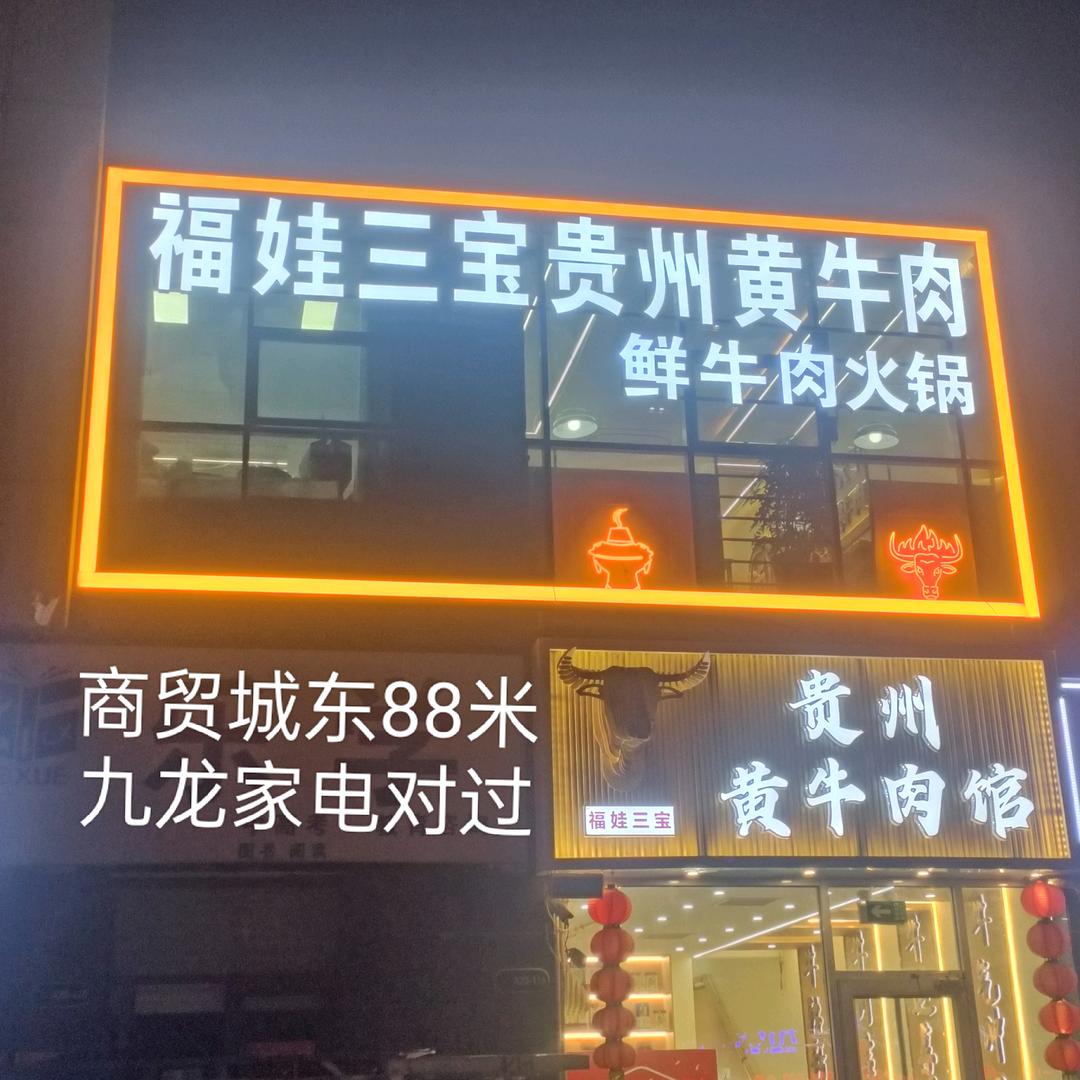 福娃三宝贵州黄牛肉
鲜牛肉火锅
商贸城东88米
九龙家电对过
贵州
黄牛肉馆
福娃三宝